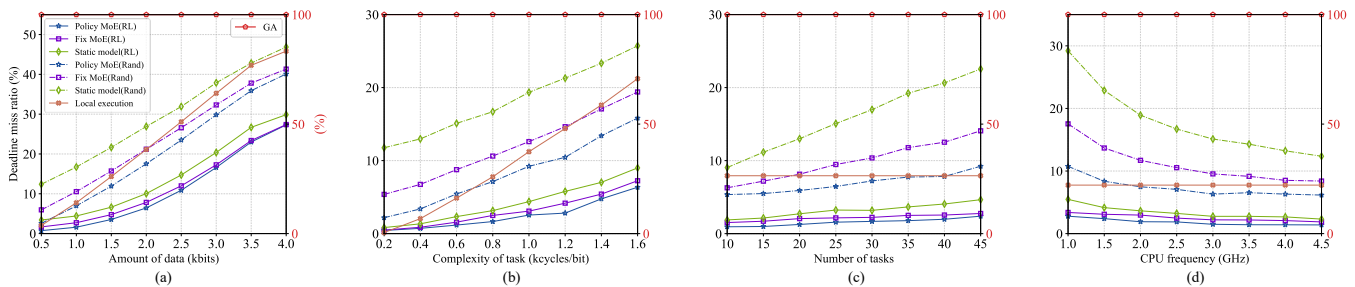 Deadline miss ratio (%)
50
40
30
20
10
0
Policy MoE(RL)
Fix MoE(RL)
Static model(RL)
Policy MoE(Rand)
Fix MoE(Rand)
Static model(Rand)
Local execution
GA
100
50
0
(%)
0.5 1.0 1.5 2.0 2.5 3.0 3.5 4.0
Amount of data (kbits)
(a)
30
20
10
0
100
50
0
0.2 0.4 0.6 0.8 1.0 1.2 1.4 1.6
Complexity of task (kcycles/bit)
(b)
30
20
10
0
100
50
0
10 15 20 25 30 35 40 45
Number of tasks
(c)
30
20
10
0
100
50
0
1.0 1.5 2.0 2.5 3.0 3.5 4.0 4.5
CPU frequency (GHz)
(d)